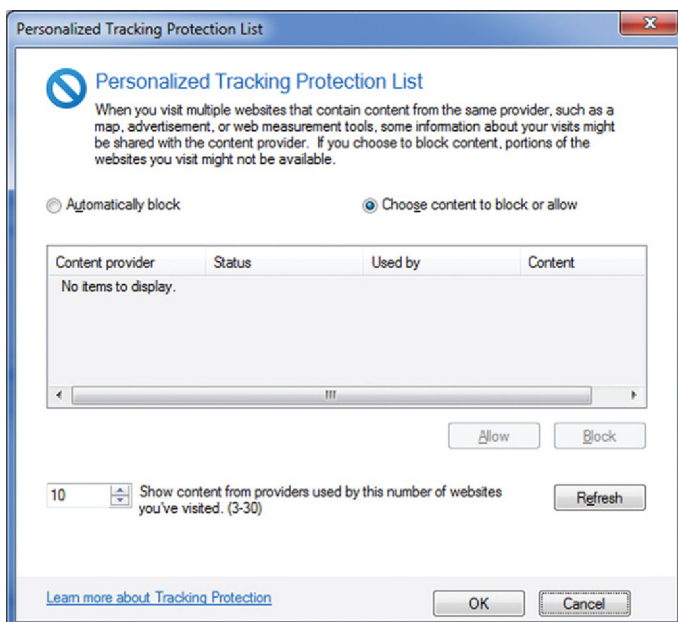 Personalized Tracking Protection List
Personalized Tracking Protection List
When you visit multiple websites that contain content from the same provider, such as a
map, advertisement, or web measurement tools, some information about your visits might
be shared with the content provider. If you choose to block content, portions of the
websites you visit might not be available.
Automatically block Choose content to block or allow
Content provider Status Used by Content
No items to display.
Allow Block
10 Show content from providers used by this number of websites
you've visited. (3-30) Refresh
Learn more about Tracking Protection OK Cancel